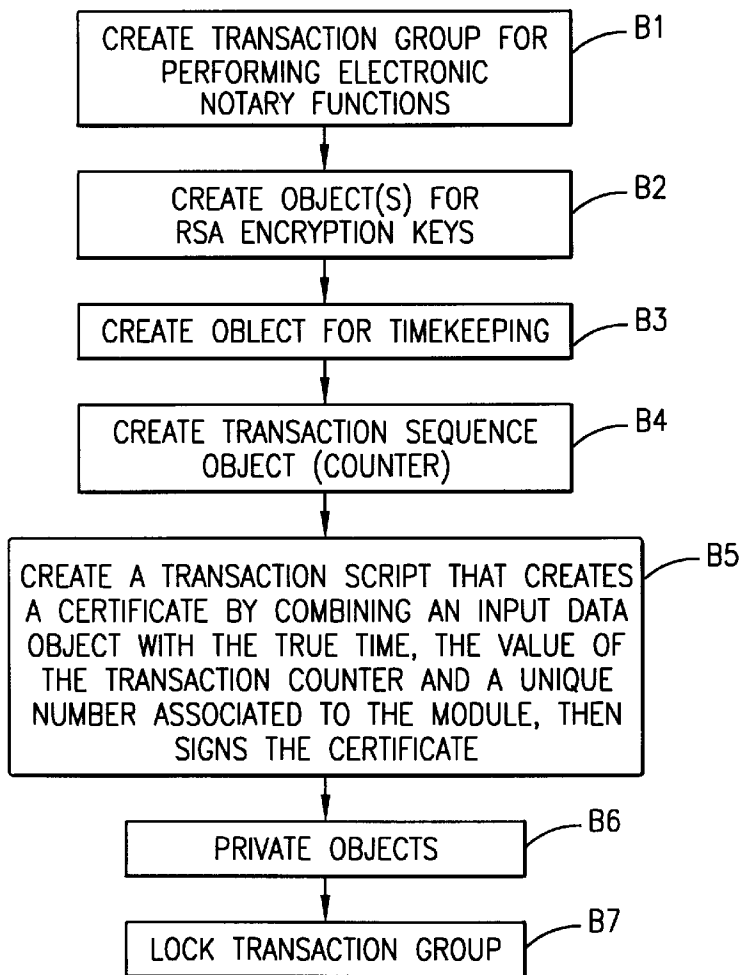 CREATE TRANSACTION GROUP FOR
PERFORMING ELECTRONIC
NOTARY FUNCTIONS
B1
CREATE OBJECT(S) FOR
RSA ENCRYPTION KEYS
B2
CREATE OBLECT FOR TIMEKEEPING
B3
CREATE TRANSACTION SEQUENCE
OBJECT (COUNTER)
B4
CREATE A TRANSACTION SCRIPT THAT CREATES
A CERTIFICATE BY COMBINING AN INPUT DATA
OBJECT WITH THE TRUE TIME, THE VALUE OF
THE TRANSACTION COUNTER AND A UNIQUE
NUMBER ASSOCIATED TO THE MODULE, THEN
SIGNS THE CERTIFICATE
B5
PRIVATE OBJECTS
B6
LOCK TRANSACTION GROUP
B7